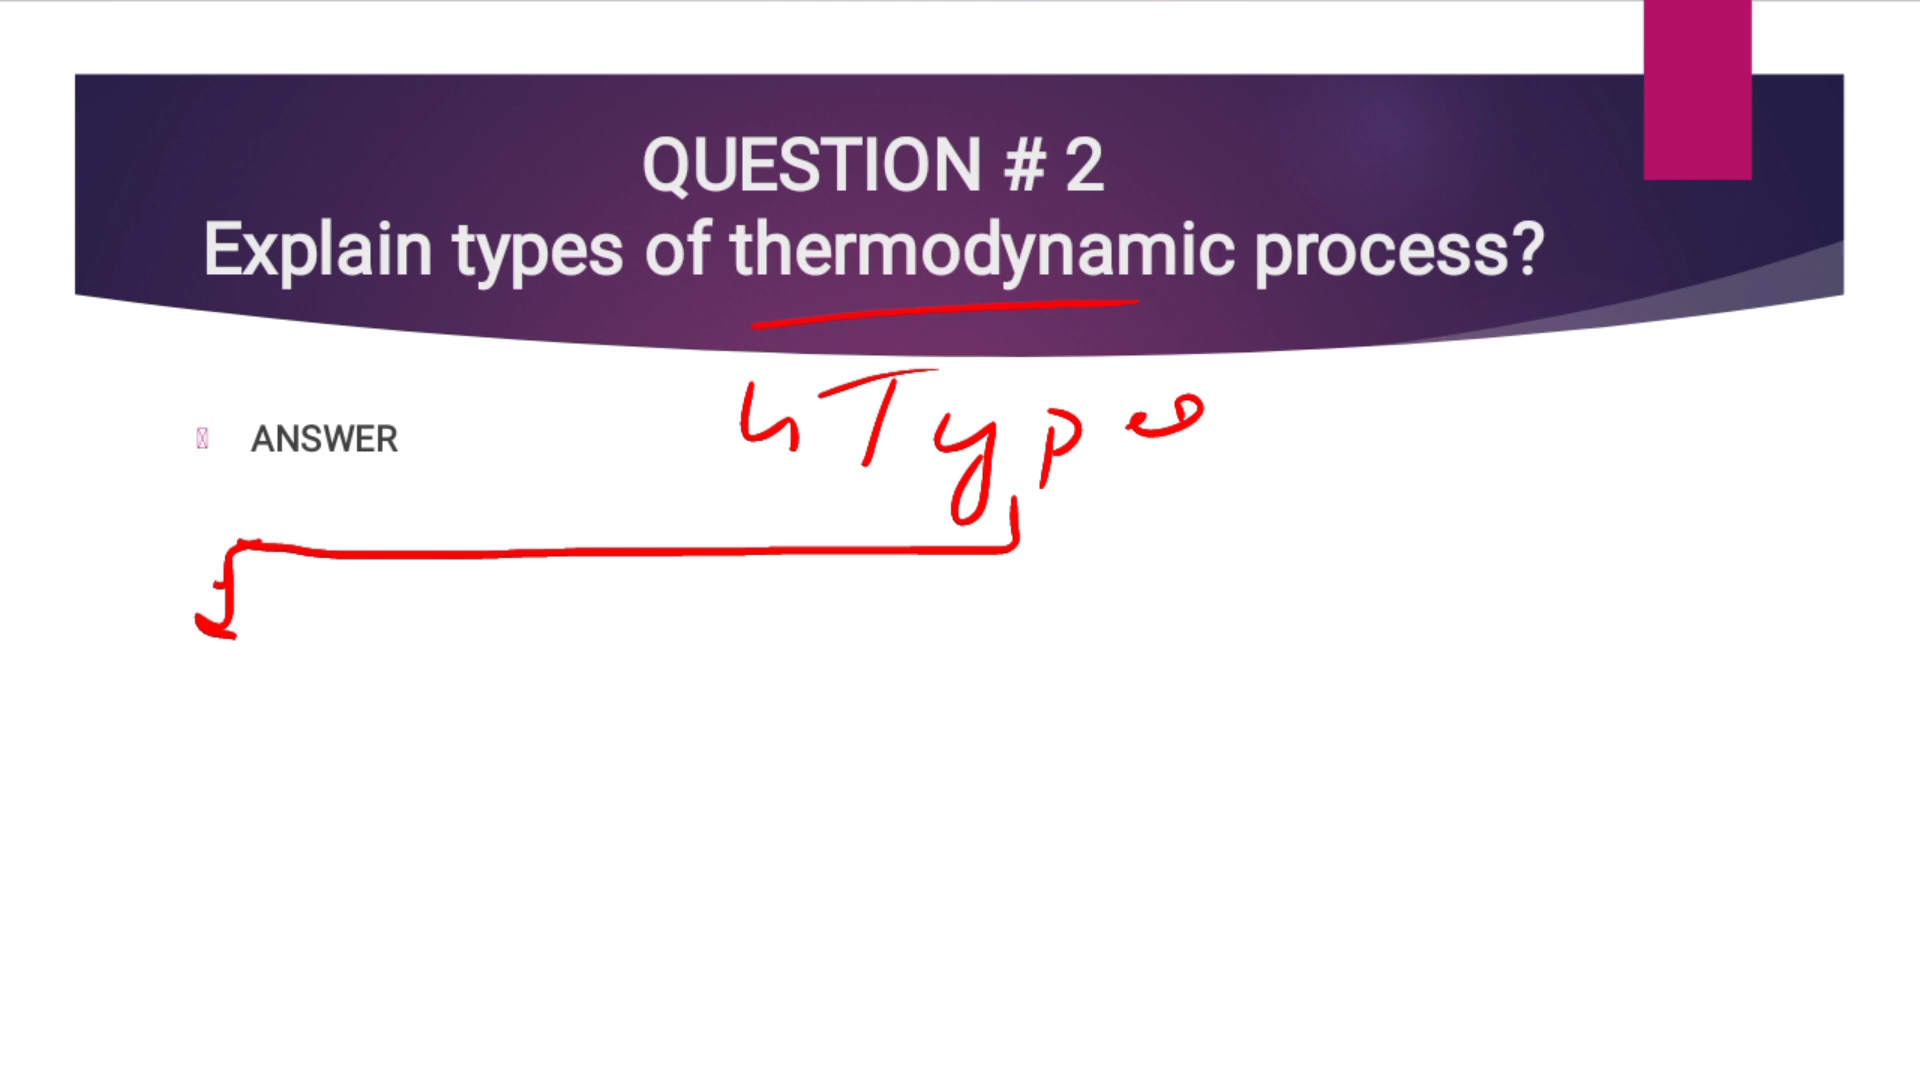 QUESTION # 2
Explain types of thermodynamic process?
4 Types
ANSWER